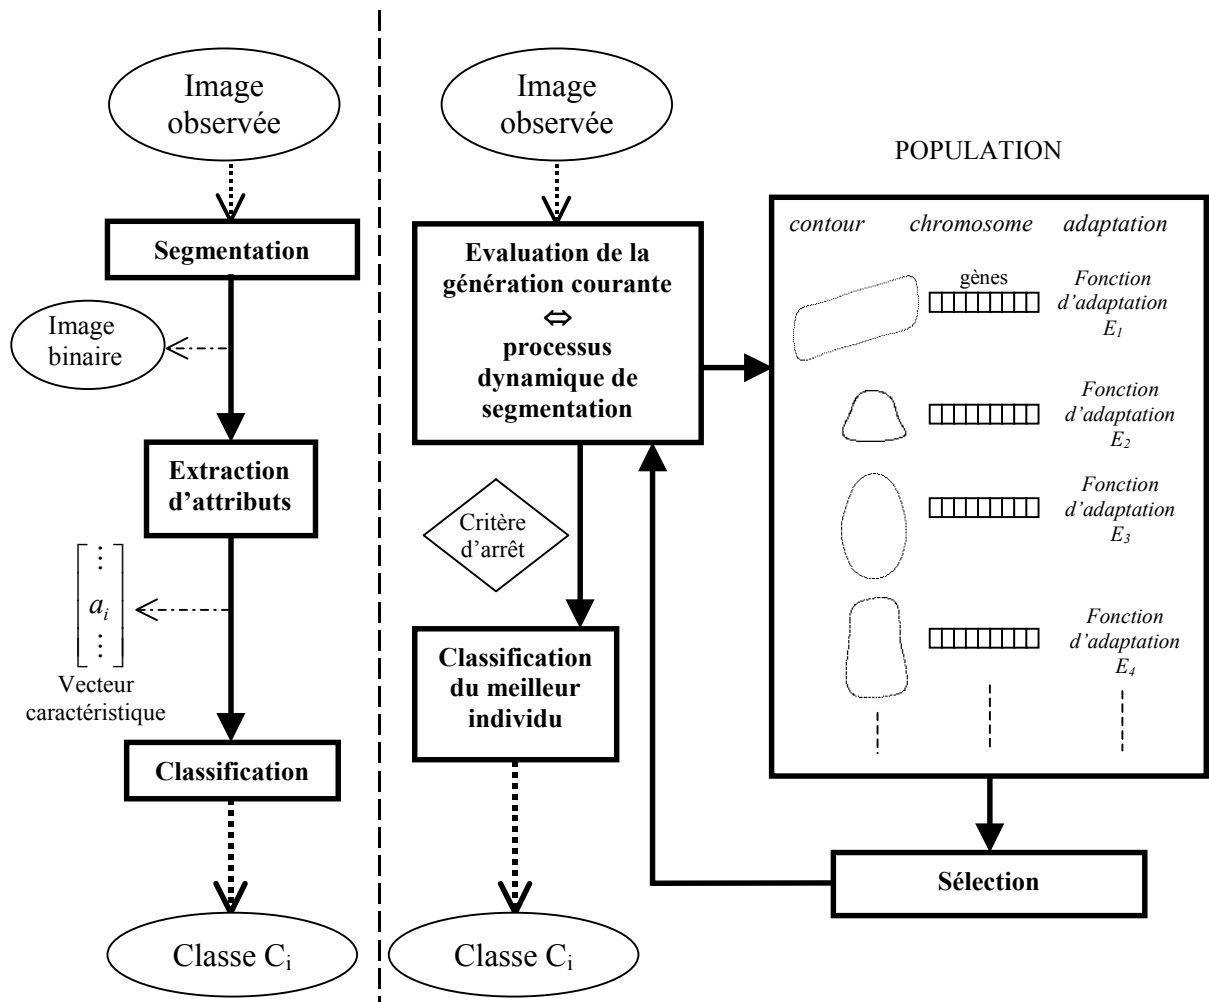 Image
observée
Segmentation
Image
binaire
Extraction
d'attributs
⋮
a_i
⋮
Vecteur
caractéristique
Classification
Classe C_i
Image
observée
Evaluation de la
génération courante
⇔
processus
dynamique de
segmentation
Critère
d'arrêt
Classification
du meilleur
individu
Classe C_i
POPULATION
contour chromosome adaptation
gènes
Fonction
d'adaptation
E_1
Fonction
d'adaptation
E_2
Fonction
d'adaptation
E_3
Fonction
d'adaptation
E_4
Sélection